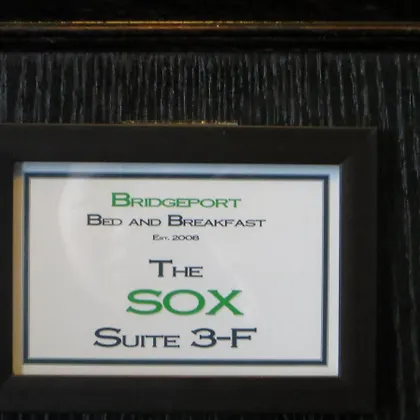 Bridgeport
Bed and Breakfast
Est. 2008
The
SOX
Suite 3-F